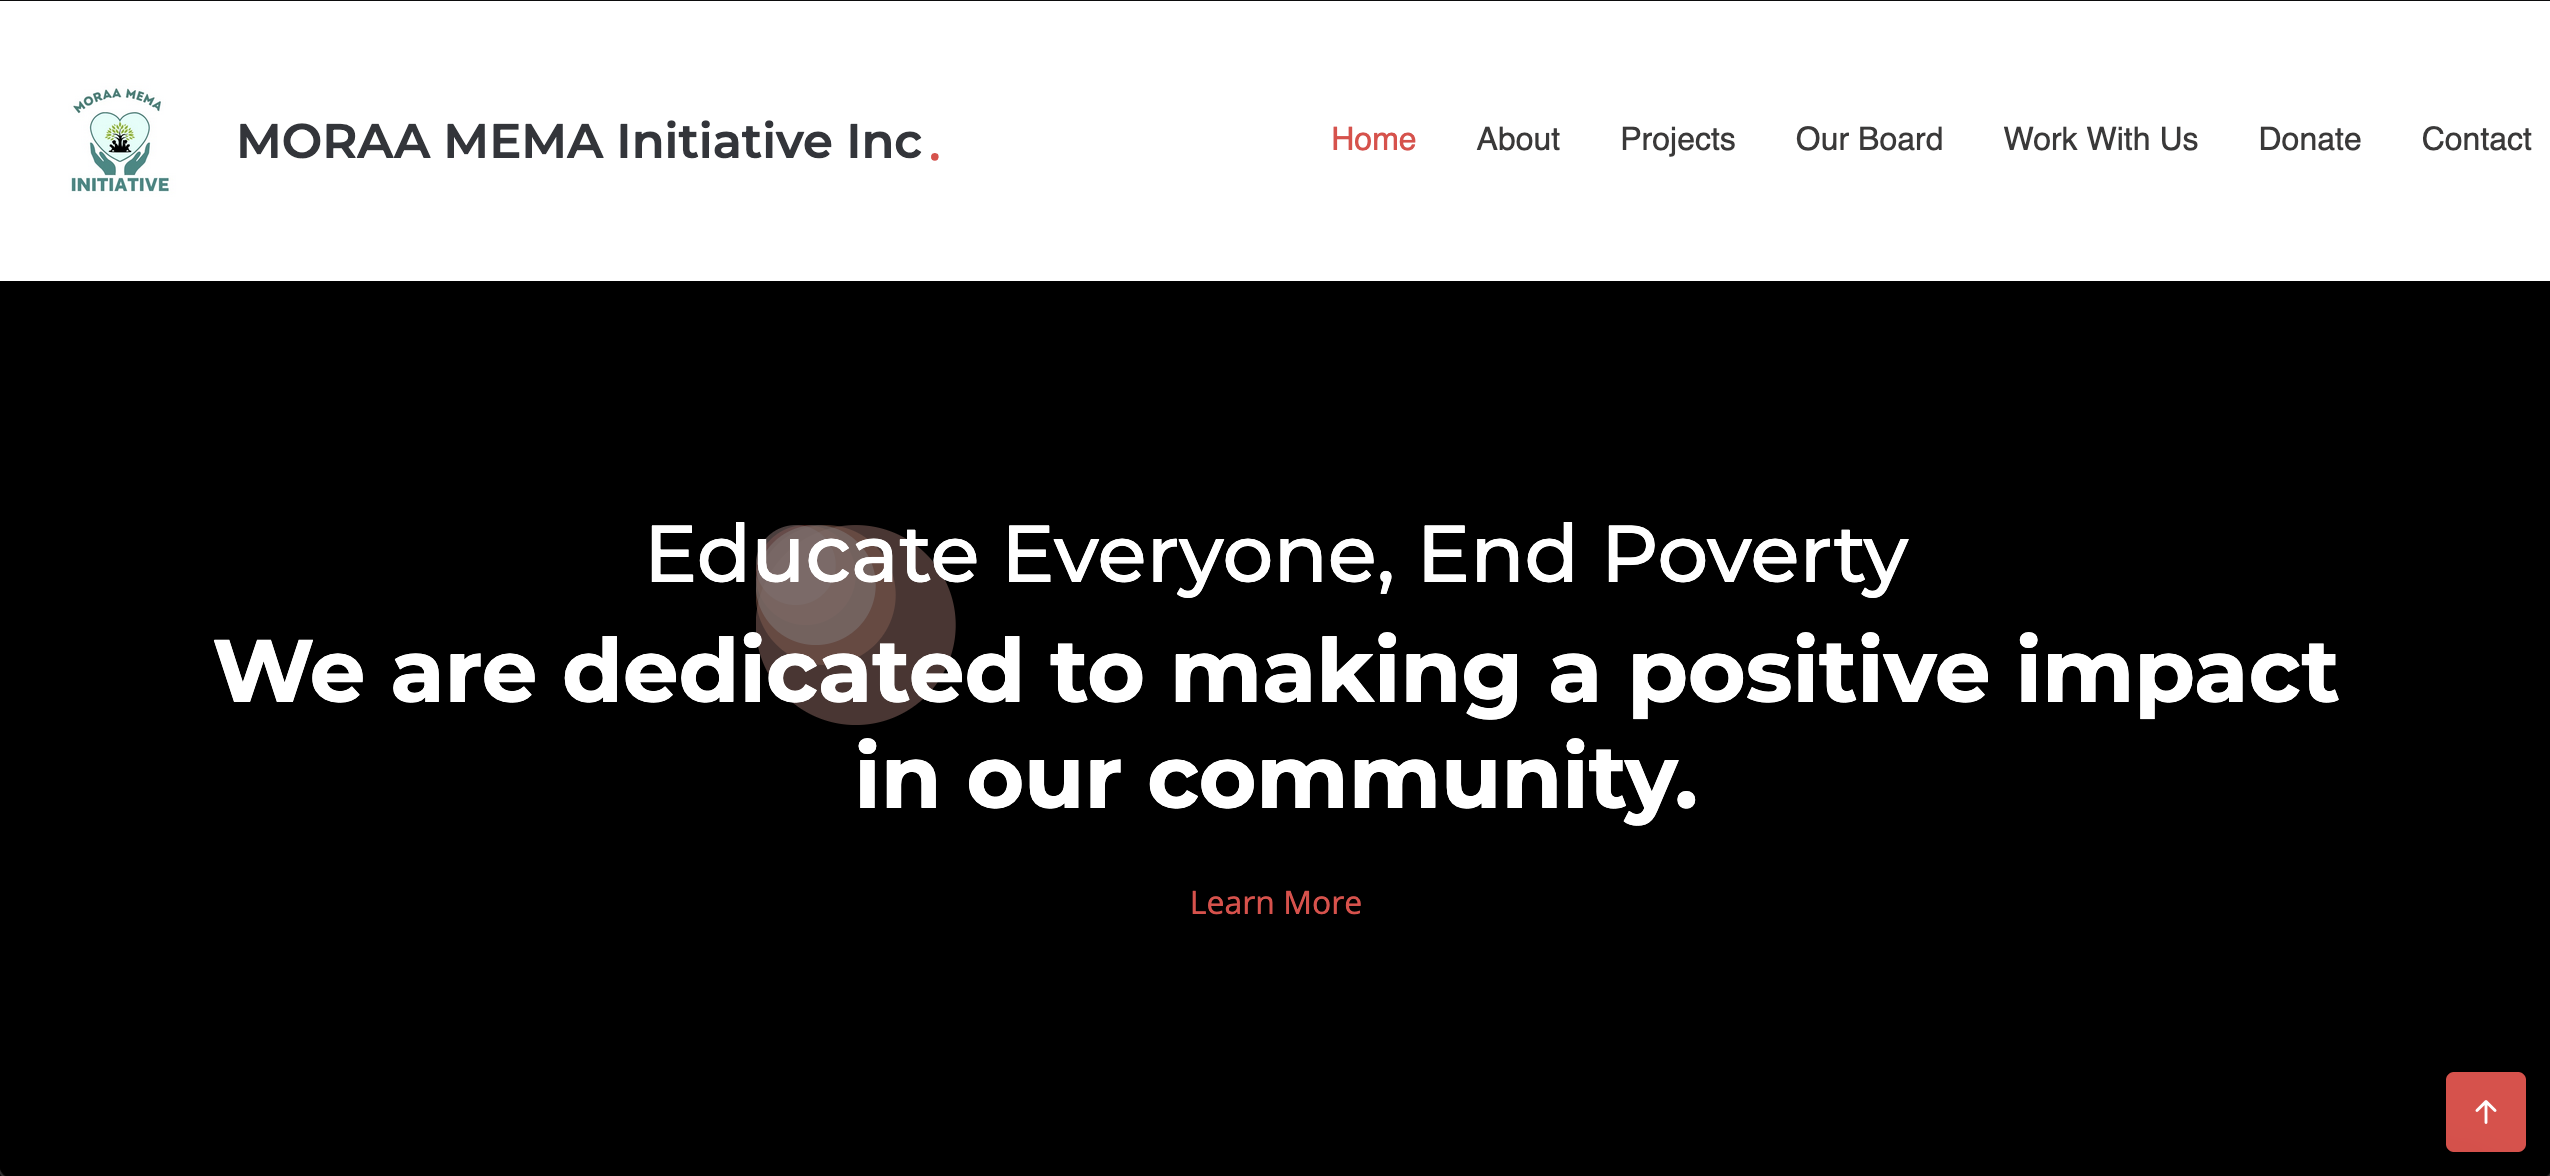 MORAA MEMA
INITIATIVE
MORAA MEMA Initiative Inc.
Home About Projects Our Board Work With Us Donate Contact
Educate Everyone, End Poverty
We are dedicated to making a positive impact
in our community.
Learn More